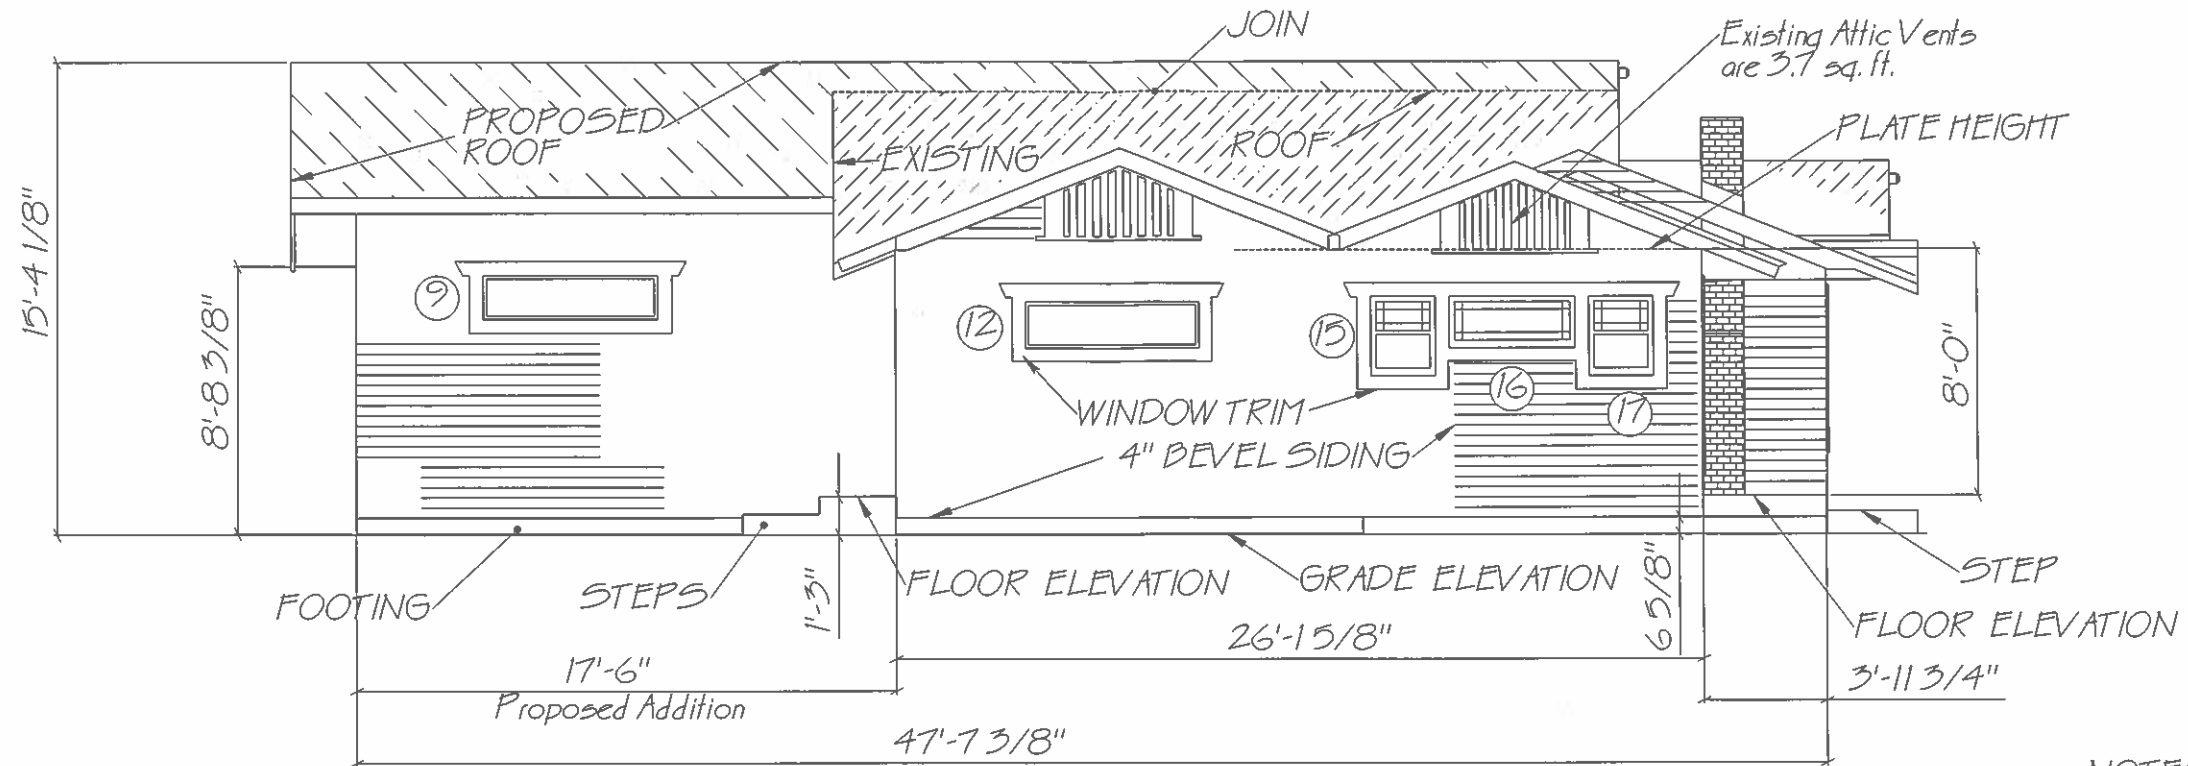 JOIN
Existing Attic Vents
are 3.7 sq. ft.
PROPOSED
ROOF
EXISTING
ROOF
PLATE HEIGHT
15'-4 1/8"
8'-8 3/8"
9
12
15
16
17
8'-0"
WINDOW TRIM
4" BEVEL SIDING
FOOTING
STEPS
1'-3"
FLOOR ELEVATION
GRADE ELEVATION
6 5/8"
STEP
FLOOR ELEVATION
26'-1 5/8"
17'-6"
Proposed Addition
3'-11 3/4"
47'-7 3/8"